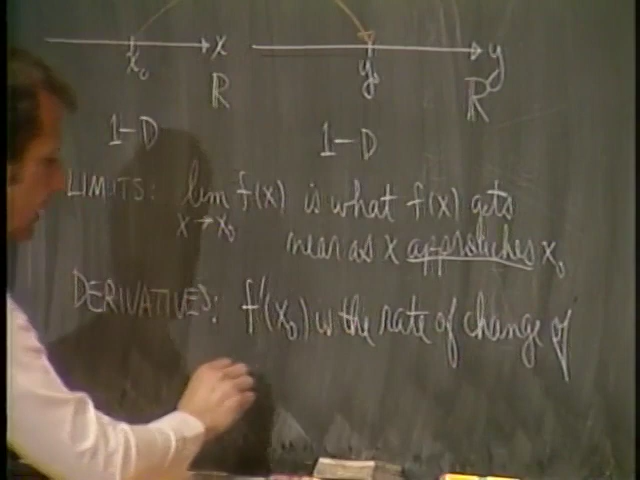 x y
x₀ y₀
R R
1-D 1-D
LIMITS: lim f(x) is what f(x) gets
x→x₀ near as x approaches x₀
DERIVATIVES: f'(x₀) is the rate of change of